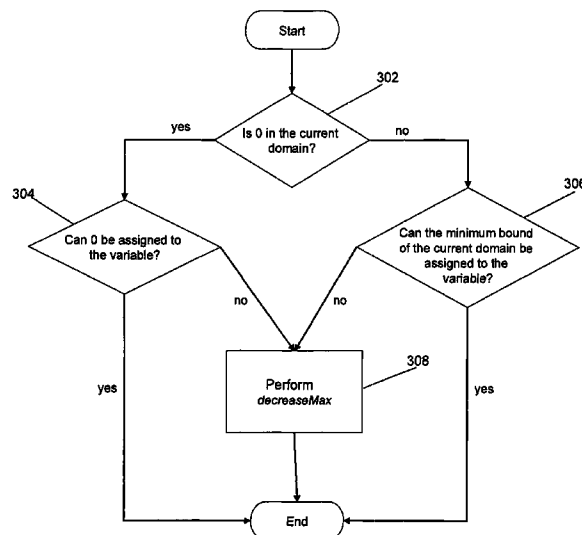 Start
302
Is 0 in the current
domain?
yes
no
304
306
Can 0 be assigned to
the variable?
Can the minimum bound
of the current domain be
assigned to the
variable?
no
no
308
Perform
decreaseMax
yes
yes
End